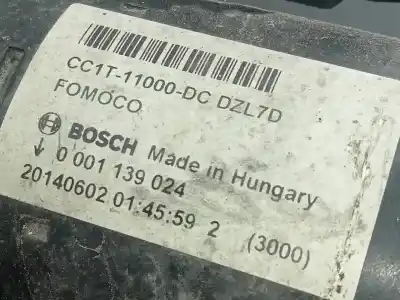 CC1T-11000-DC DZL7D
FOMOCO
BOSCH Made in Hungary
↓ 0 001 139 024
20140602 01:45:59 2 (3000)